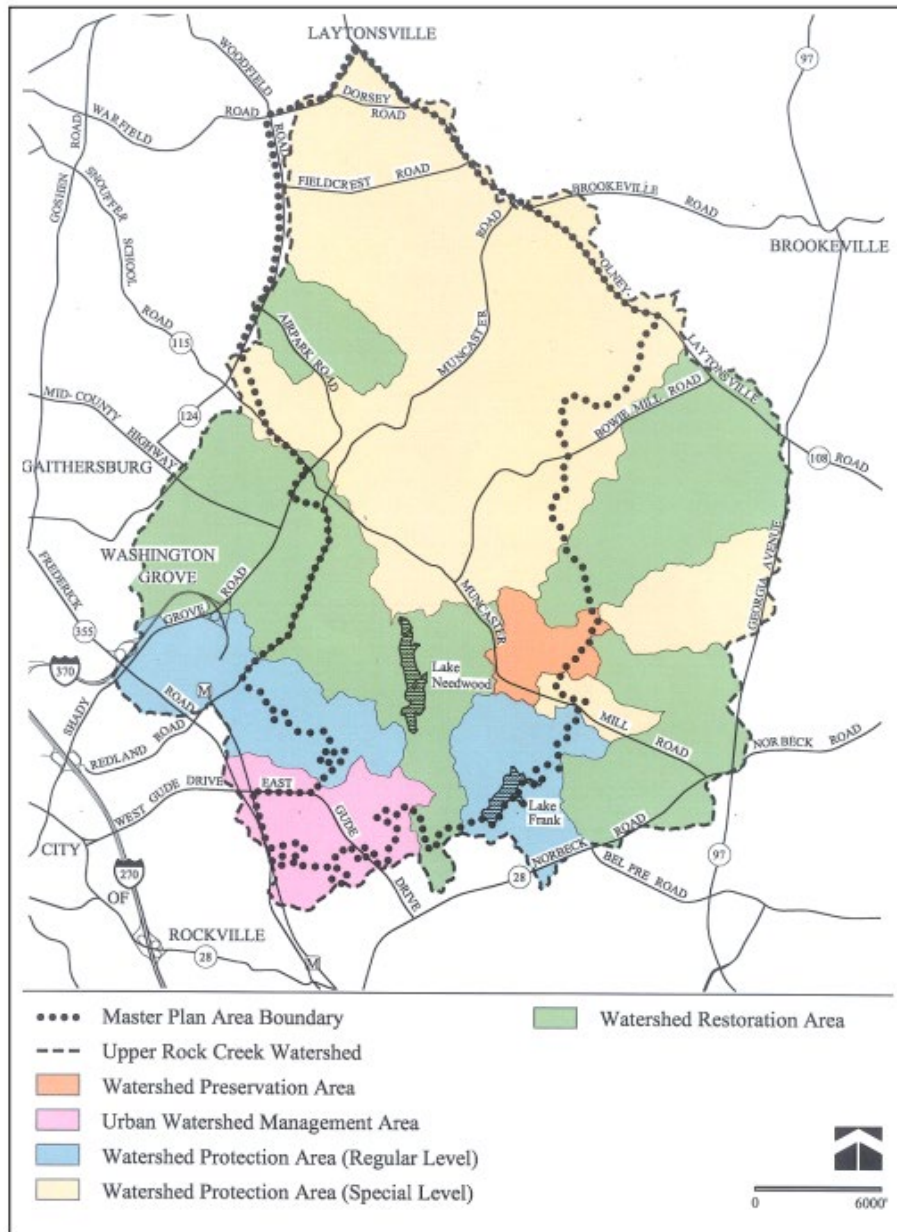 LAYTONSVILLE
WOODFIELD
ROAD
97
DORSEY
ROAD
WARFIELD
ROAD
GOSHEN
ROAD
SNOUFFER
SCHOOL
ROAD
FIELDCREST ROAD
BROOKEVILLE
ROAD
BROOKEVILLE
MUNCASTER
ROAD
OLNEY-
LAYTONSVILLE
ROAD
108
AIRPARK ROAD
115
124
MID-COUNTY
HIGHWAY
BOWIE MILL ROAD
GAITHERSBURG
WASHINGTON
GROVE
FREDERICK
ROAD
355
SHADY
GROVE
ROAD
GEORGIA AVENUE
MUNCASTER
MILL
ROAD
Lake
Needwood
370
M
REDLAND ROAD
NORBECK ROAD
WEST GUDE DRIVE
EAST
GUDE
DRIVE
Lake
Frank
NORBECK
ROAD
28
BEL PRE ROAD
97
CITY
OF
ROCKVILLE
270
28
M
Master Plan Area Boundary
Upper Rock Creek Watershed
Watershed Preservation Area
Urban Watershed Management Area
Watershed Protection Area (Regular Level)
Watershed Protection Area (Special Level)
Watershed Restoration Area
0 6000'